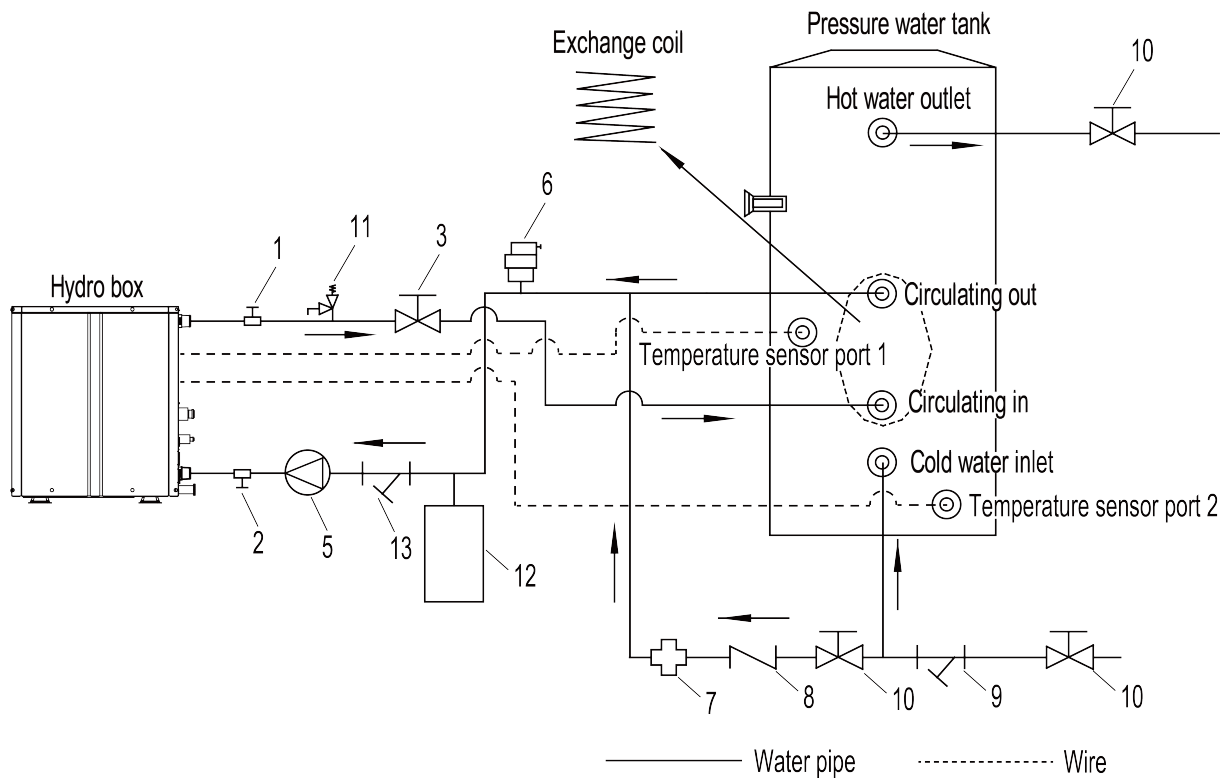 Pressure water tank
Exchange coil
10
Hot water outlet
6
11
1
3
Hydro box
Circulating out
Temperature sensor port 1
Circulating in
Cold water inlet
Temperature sensor port 2
2
5
13
12
7
8
10
9
10
Water pipe
Wire